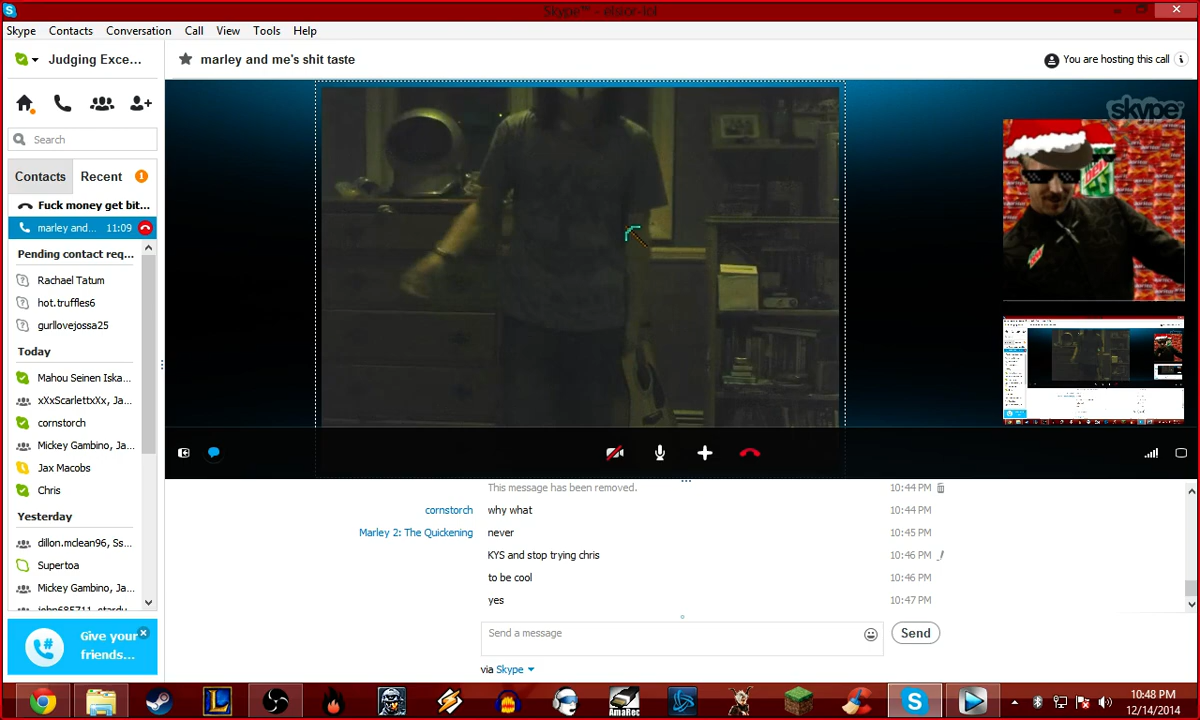 Skype™ - elsior-lol
Skype Contacts Conversation Call View Tools Help
Judging Exce...
marley and me's shit taste
You are hosting this call
skype
Search
Contacts
Recent 1
Fuck money get bit...
marley and... 11:09
Pending contact req...
Rachael Tatum
hot.truffles6
gurllovejossa25
Today
Mahou Seinen Iska...
xXxScarlettxXx, Ja...
cornstorch
Mickey Gambino, Ja...
Jax Macobs
Chris
Yesterday
dillon.mclean96, Ss...
Supertoa
Mickey Gambino, Ja...
Give your
friends...
This message has been removed. 10:44 PM
cornstorch why what 10:44 PM
Marley 2: The Quickening never 10:45 PM
KYS and stop trying chris 10:46 PM
to be cool 10:46 PM
yes 10:47 PM
Send a message
Send
via Skype
AmaRec
10:48 PM
12/14/2014